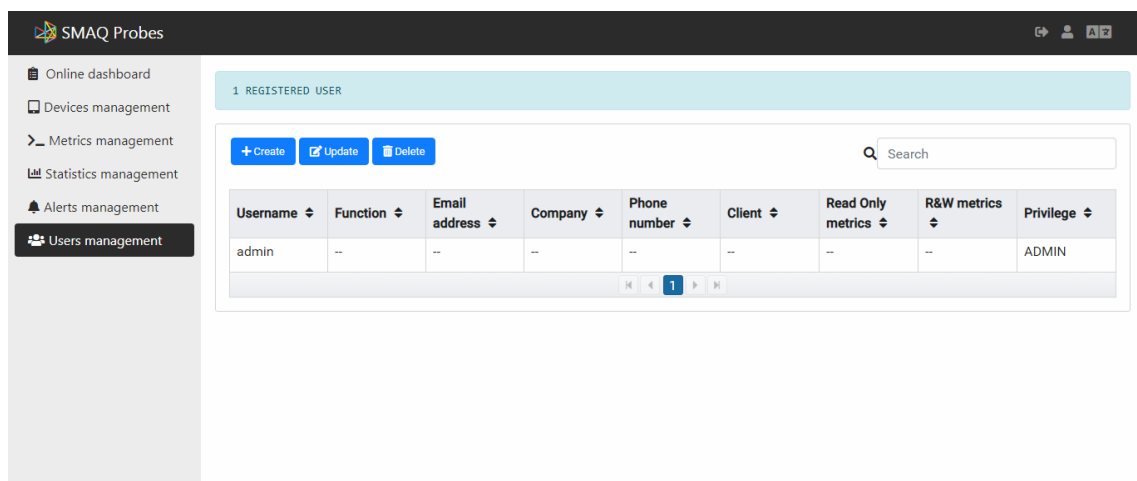 SMAQ Probes
Online dashboard
Devices management
Metrics management
Statistics management
Alerts management
Users management
1 REGISTERED USER
Create Update Delete
Search
Username Function Email address Company Phone number Client Read Only metrics R&W metrics Privilege
admin -- -- -- -- -- -- -- ADMIN
1